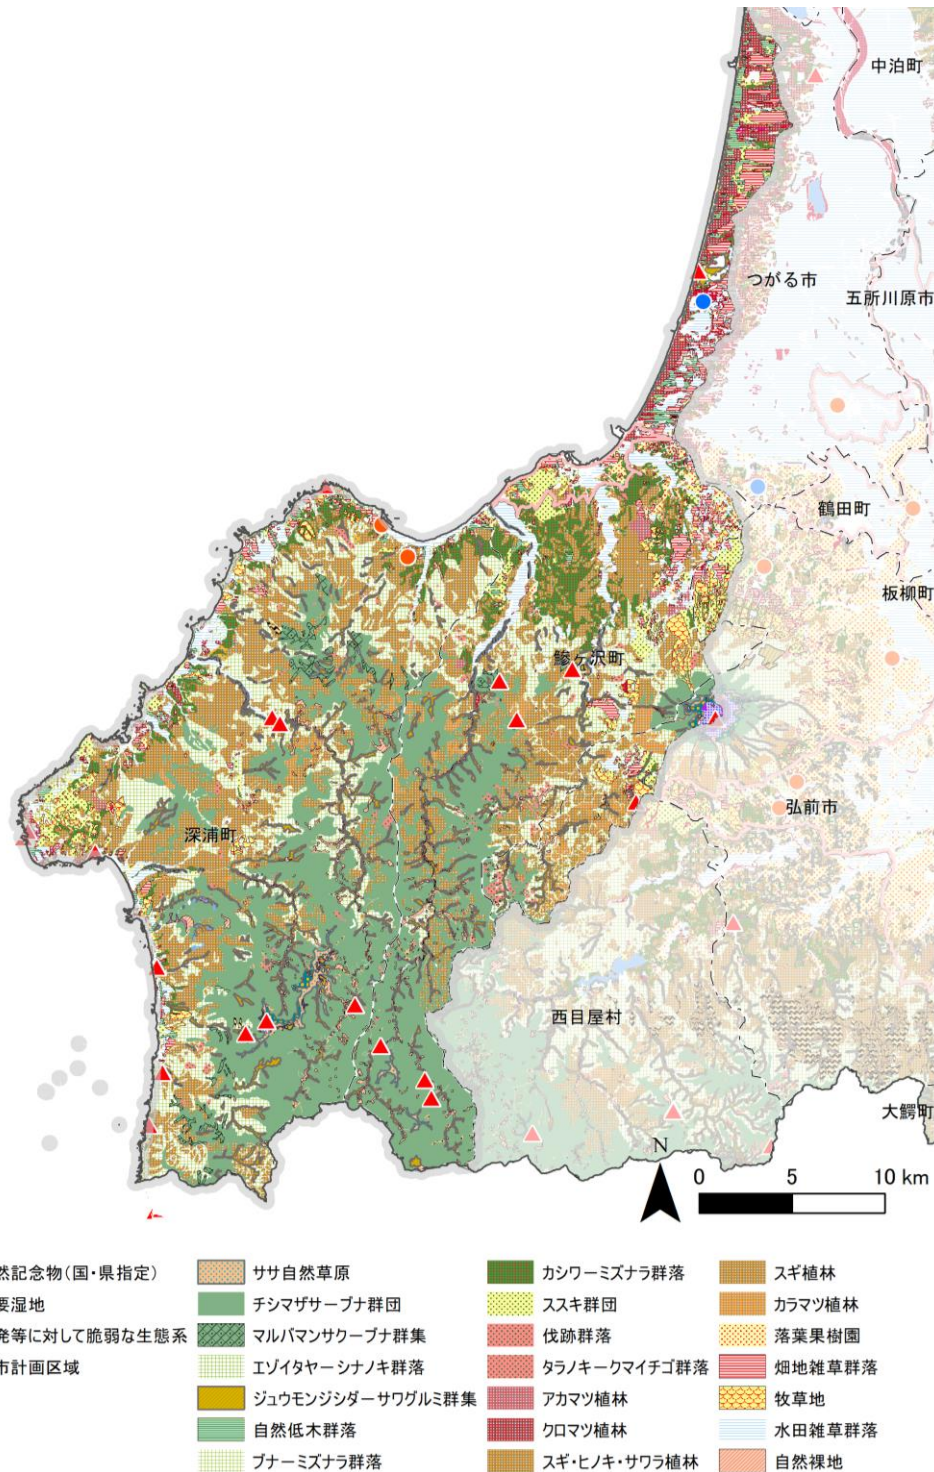 中泊町
つがる市
五所川原市
鶴田町
板柳町
鰺ヶ沢町
弘前市
深浦町
西目屋村
大鰐町
N
0 5 10 km
然記念物(国・県指定)
要湿地
発等に対して脆弱な生態系
市計画区域
ササ自然草原
チシマザサーブナ群団
マルバマンサクーブナ群集
エゾイタヤーシナノキ群落
ジュウモンジシダーサワグルミ群集
自然低木群落
ブナーミズナラ群落
カシワーミズナラ群落
ススキ群団
伐跡群落
タラノキークマイチゴ群落
アカマツ植林
クロマツ植林
スギ・ヒノキ・サワラ植林
スギ植林
カラマツ植林
落葉果樹園
畑地雑草群落
牧草地
水田雑草群落
自然裸地